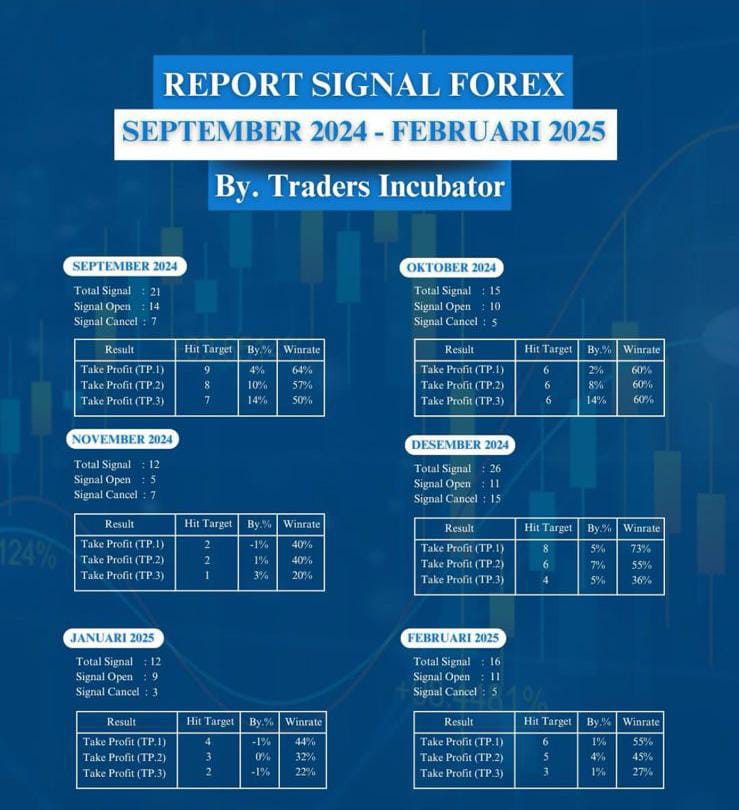 REPORT SIGNAL FOREX
SEPTEMBER 2024 - FEBRUARI 2025
By. Traders Incubator
SEPTEMBER 2024
Total Signal : 21
Signal Open : 14
Signal Cancel : 7
Result Hit Target By.% Winrate
Take Profit (TP.1) 9 4% 64%
Take Profit (TP.2) 8 10% 57%
Take Profit (TP.3) 7 14% 50%
OKTOBER 2024
Total Signal : 15
Signal Open : 10
Signal Cancel : 5
Result Hit Target By.% Winrate
Take Profit (TP.1) 6 2% 60%
Take Profit (TP.2) 6 8% 60%
Take Profit (TP.3) 6 14% 60%
NOVEMBER 2024
Total Signal : 12
Signal Open : 5
Signal Cancel : 7
Result Hit Target By.% Winrate
Take Profit (TP.1) 2 -1% 40%
Take Profit (TP.2) 2 1% 40%
Take Profit (TP.3) 1 3% 20%
DESEMBER 2024
Total Signal : 26
Signal Open : 11
Signal Cancel : 15
Result Hit Target By.% Winrate
Take Profit (TP.1) 8 5% 73%
Take Profit (TP.2) 6 7% 55%
Take Profit (TP.3) 4 5% 36%
124%
JANUARI 2025
Total Signal : 12
Signal Open : 9
Signal Cancel : 3
Result Hit Target By.% Winrate
Take Profit (TP.1) 4 -1% 44%
Take Profit (TP.2) 3 0% 32%
Take Profit (TP.3) 2 -1% 22%
FEBRUARI 2025
Total Signal : 16
Signal Open : 11
Signal Cancel : 5
Result Hit Target By.% Winrate
Take Profit (TP.1) 6 1% 55%
Take Profit (TP.2) 5 4% 45%
Take Profit (TP.3) 3 1% 27%